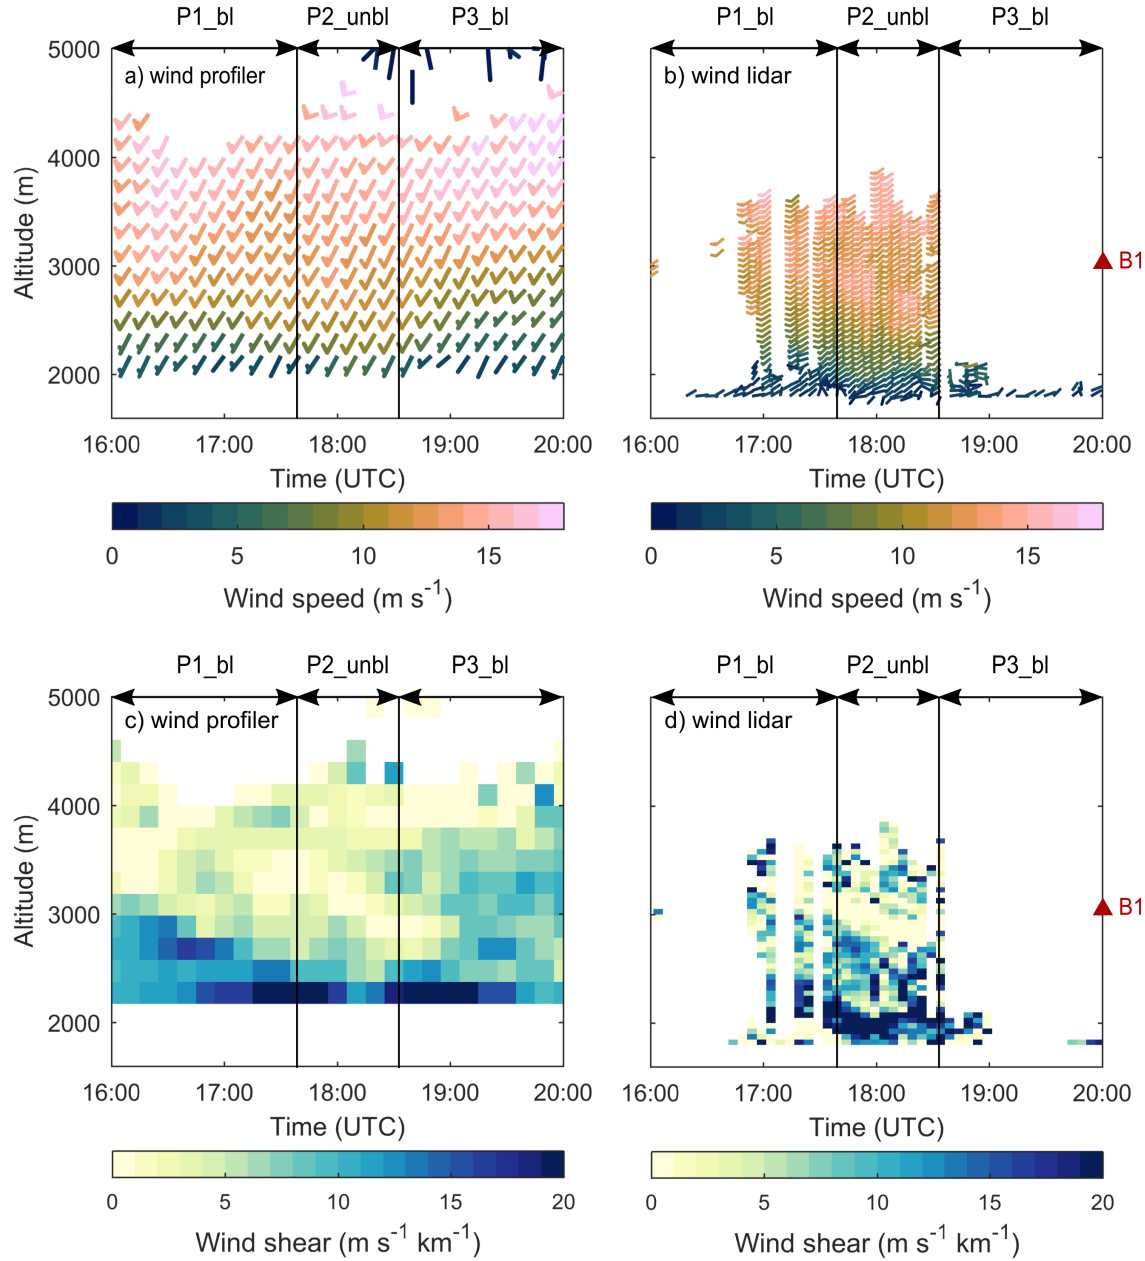 P1_bl P2_unbl P3_bl
5000
a) wind profiler
4000
3000
2000
Altitude (m)
16:00 17:00 18:00 19:00 20:00
Time (UTC)
0 5 10 15
Wind speed (m s-1)
P1_bl P2_unbl P3_bl
b) wind lidar
B1
16:00 17:00 18:00 19:00 20:00
Time (UTC)
0 5 10 15
Wind speed (m s-1)
P1_bl P2_unbl P3_bl
5000
c) wind profiler
4000
3000
2000
Altitude (m)
16:00 17:00 18:00 19:00 20:00
Time (UTC)
0 5 10 15 20
Wind shear (m s-1 km-1)
P1_bl P2_unbl P3_bl
d) wind lidar
B1
16:00 17:00 18:00 19:00 20:00
Time (UTC)
0 5 10 15 20
Wind shear (m s-1 km-1)